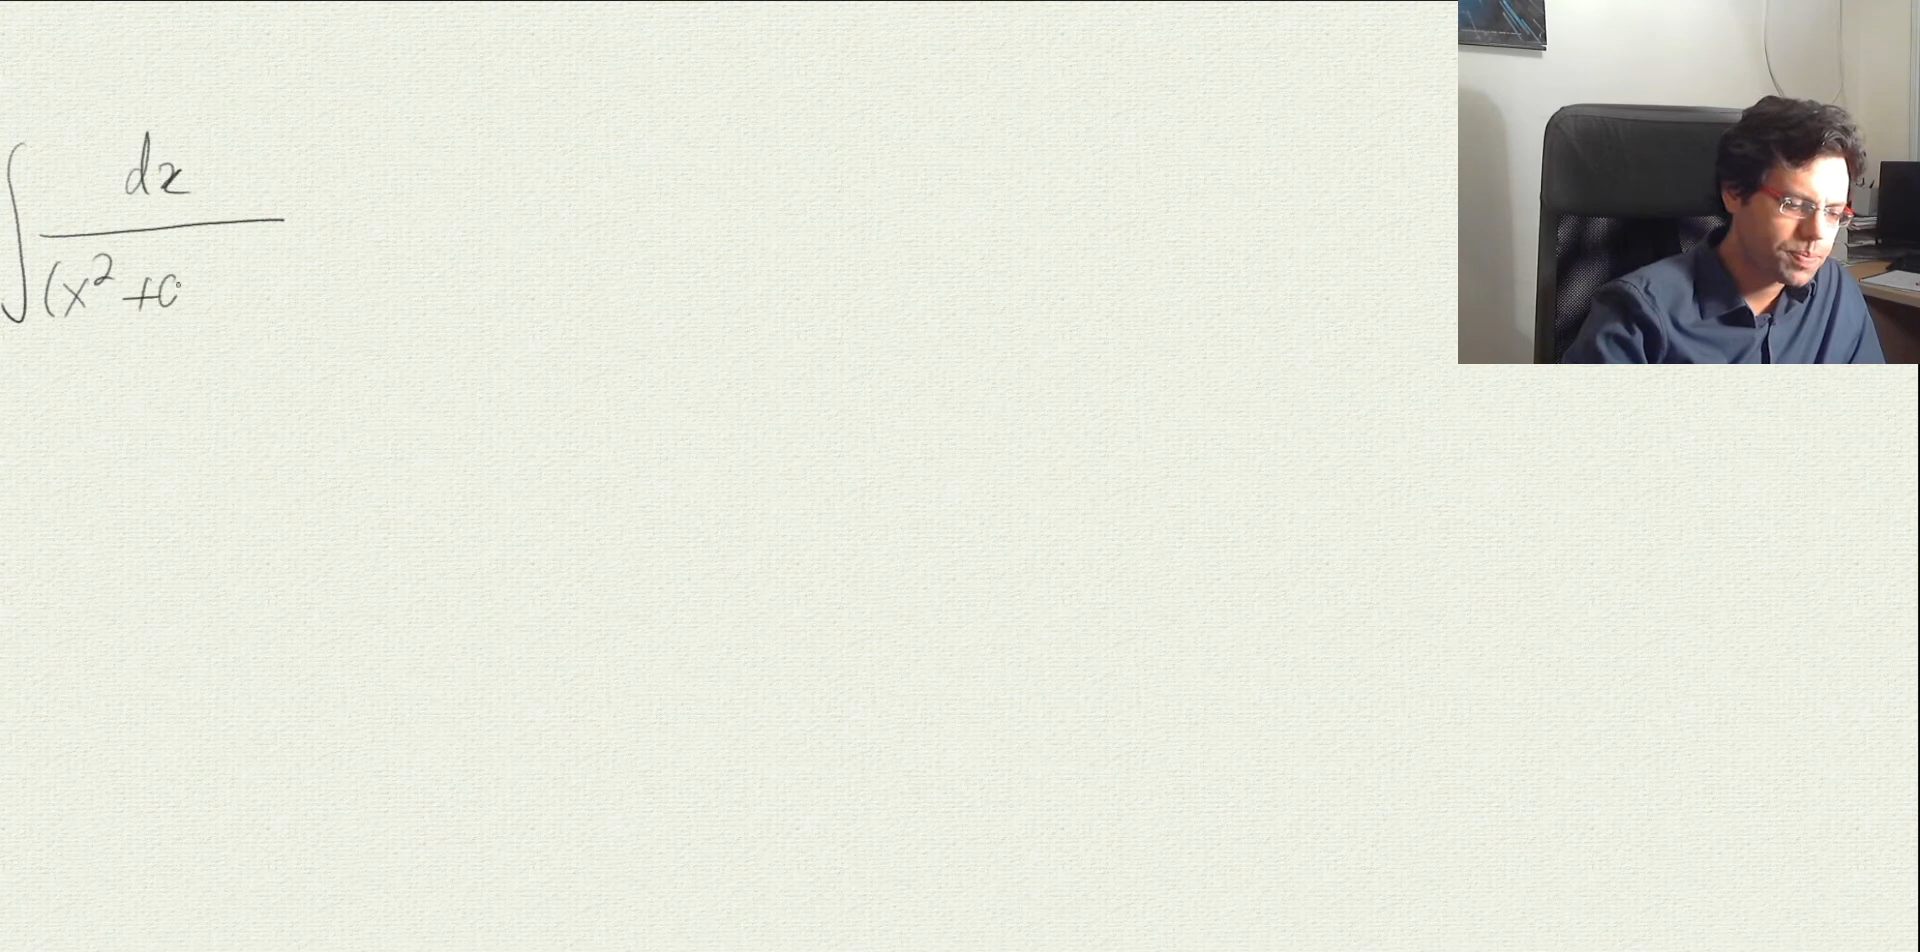 ∫ dx
(x² + c